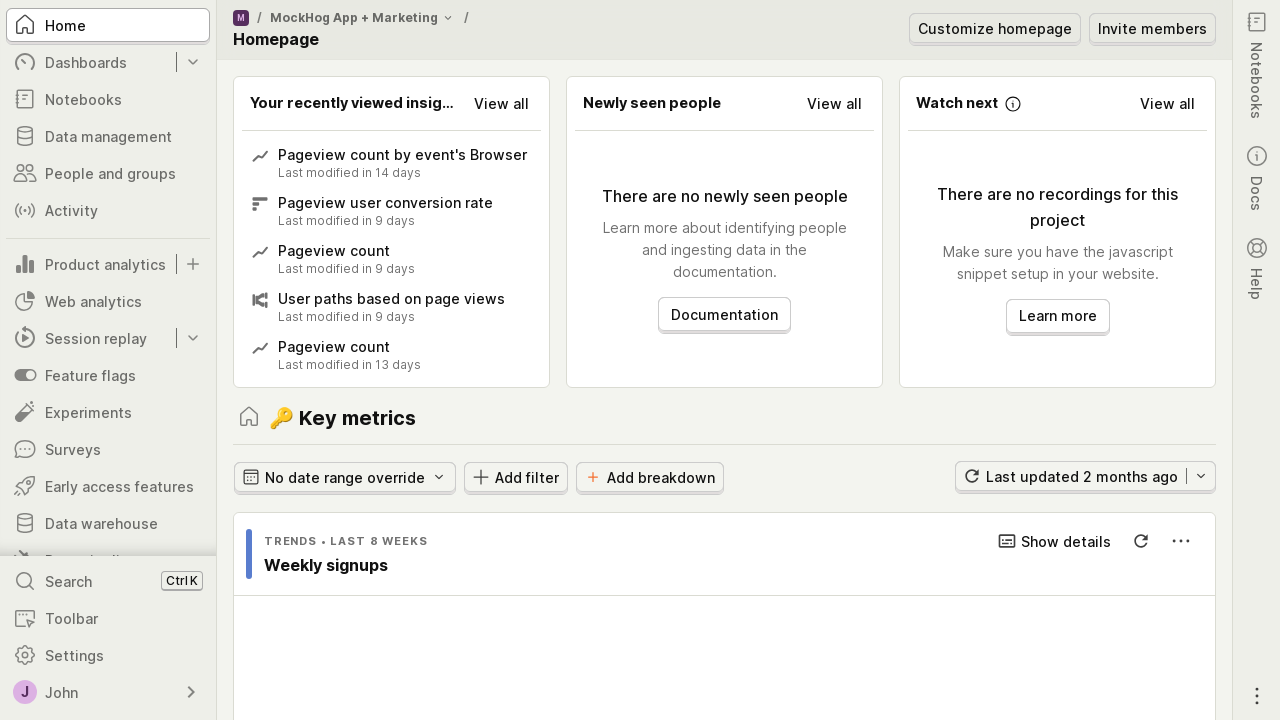 Home
Dashboards
Notebooks
Data management
People and groups
Activity
Product analytics
Web analytics
Session replay
Feature flags
Experiments
Surveys
Early access features
Data warehouse
Search
Ctrl K
Toolbar
Settings
J
John
M / MockHog App + Marketing /
Homepage
Customize homepage
Invite members
Your recently viewed insig...
View all
Pageview count by event's Browser
Last modified in 14 days
Pageview user conversion rate
Last modified in 9 days
Pageview count
Last modified in 9 days
User paths based on page views
Last modified in 9 days
Pageview count
Last modified in 13 days
Newly seen people
View all
There are no newly seen people
Learn more about identifying people
and ingesting data in the
documentation.
Documentation
Watch next
View all
There are no recordings for this
project
Make sure you have the javascript
snippet setup in your website.
Learn more
🔑 Key metrics
No date range override
Add filter
Add breakdown
Last updated 2 months ago
TRENDS • LAST 8 WEEKS
Weekly signups
Show details
Notebooks
Docs
Help